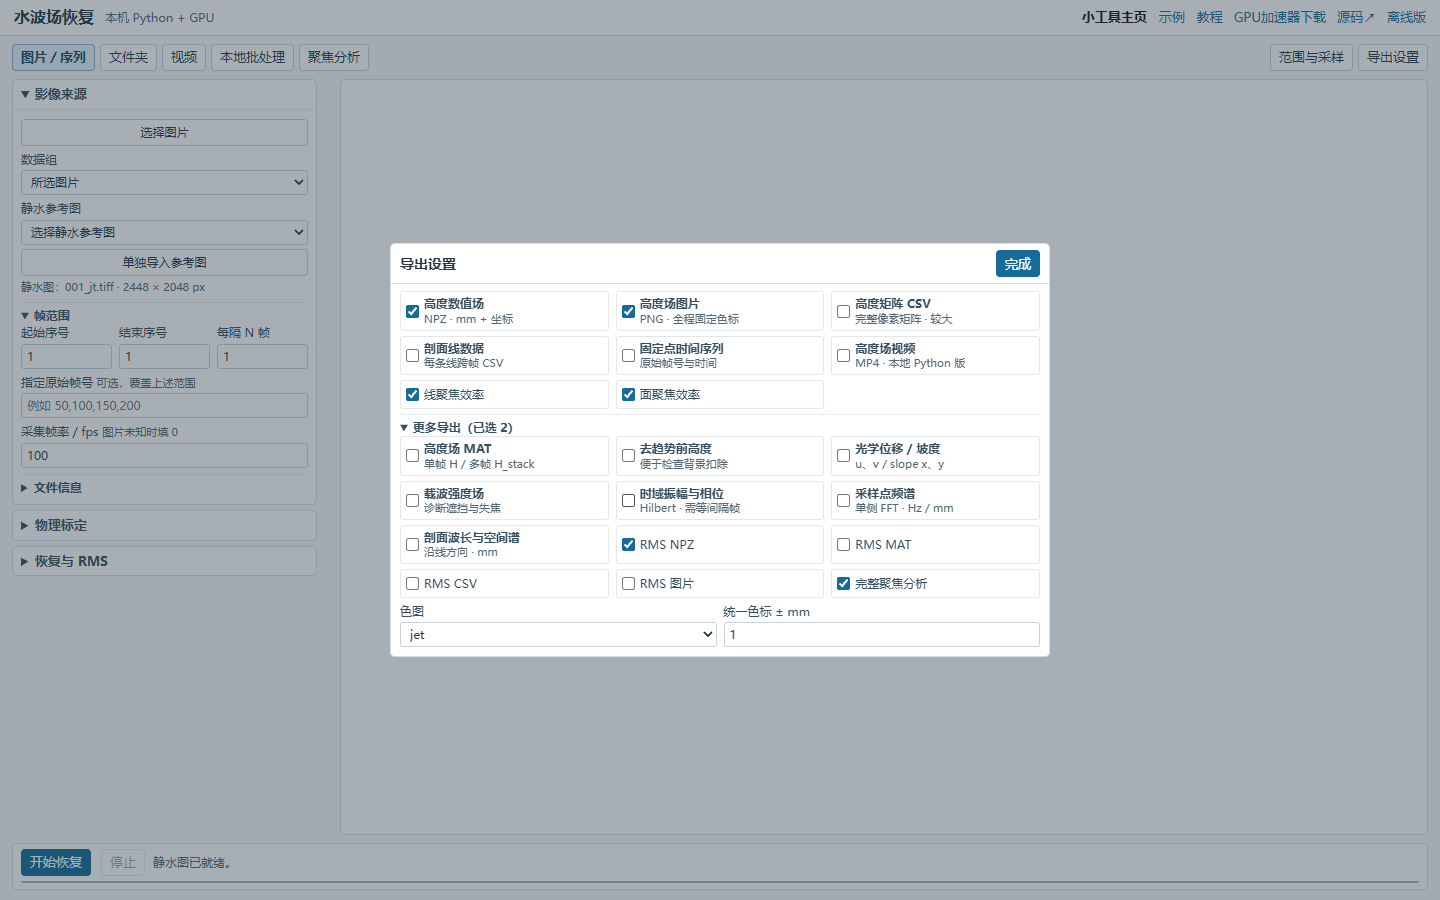 水波场恢复 本机 Python + GPU
小工具主页 示例 教程 GPU加速器下载 源码↗ 离线版
图片 / 序列 文件夹 视频 本地批处理 聚焦分析
范围与采样 导出设置
▼ 影像来源
选择图片
数据组
所选图片
静水参考图
选择静水参考图
单独导入参考图
静水图：001_jt.tiff · 2448 × 2048 px
▼ 帧范围
起始序号 结束序号 每隔 N 帧
1 1 1
指定原始帧号 可选，覆盖上述范围
例如 50,100,150,200
采集帧率 / fps 图片未知时填 0
100
▶ 文件信息
▶ 物理标定
▶ 恢复与 RMS
导出设置 完成
高度数值场
NPZ · mm + 坐标
高度场图片
PNG · 全程固定色标
高度矩阵 CSV
完整像素矩阵 · 较大
剖面线数据
每条线跨帧 CSV
固定点时间序列
原始帧号与时间
高度场视频
MP4 · 本地 Python 版
线聚焦效率
面聚焦效率
▼ 更多导出（已选 2）
高度场 MAT
单帧 H / 多帧 H_stack
去趋势前高度
便于检查背景扣除
光学位移 / 坡度
u、v / slope x、y
载波强度场
诊断遮挡与失焦
时域振幅与相位
Hilbert · 需等间隔帧
采样点频谱
单侧 FFT · Hz / mm
剖面波长与空间谱
沿线方向 · mm
RMS NPZ
RMS MAT
RMS CSV
RMS 图片
完整聚焦分析
色图 统一色标 ± mm
jet 1
开始恢复 停止 静水图已就绪。